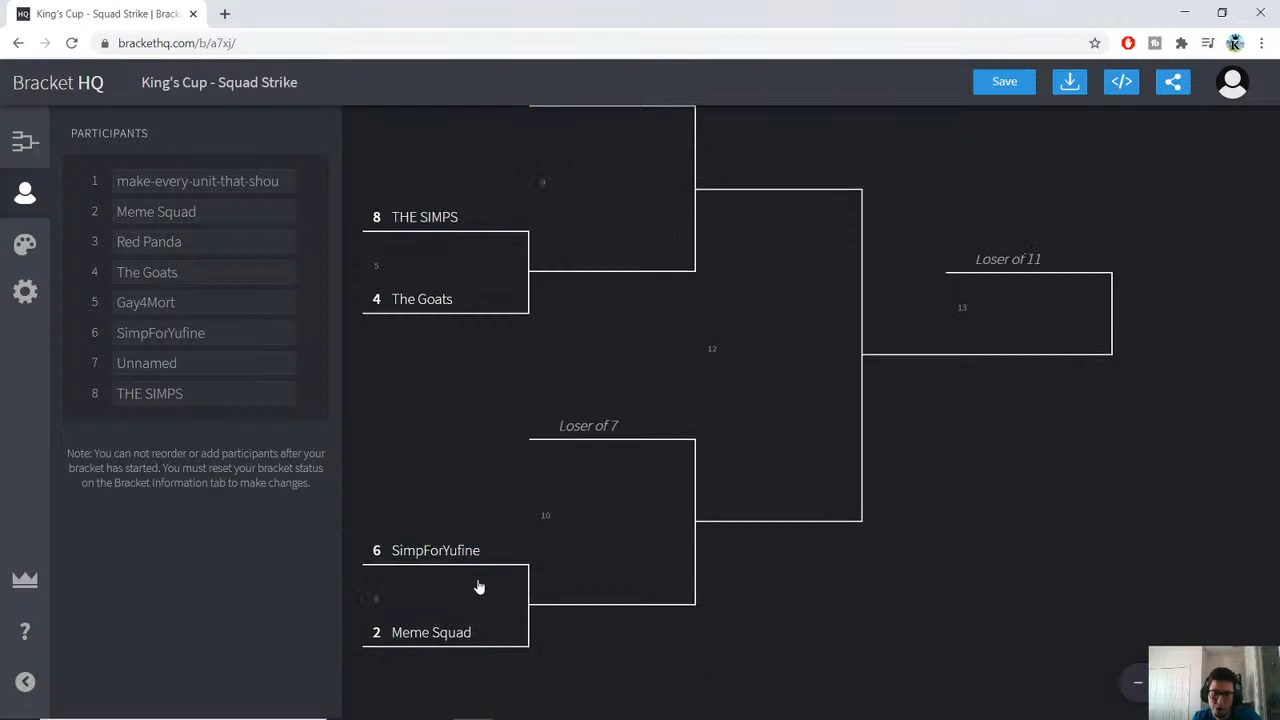 King's Cup - Squad Strike | Brack
brackethq.com/b/a7xj/
Bracket HQ
King's Cup - Squad Strike
Save
</>
PARTICIPANTS
1 make-every-unit-that-shou
2 Meme Squad
3 Red Panda
4 The Goats
5 Gay4Mort
6 SimpForYufine
7 Unnamed
8 THE SIMPS
Note: You can not reorder or add participants after your
bracket has started. You must reset your bracket status
on the Bracket Information tab to make changes.
8 THE SIMPS
5
4 The Goats
12
Loser of 11
13
Loser of 7
10
6 SimpForYufine
2 Meme Squad